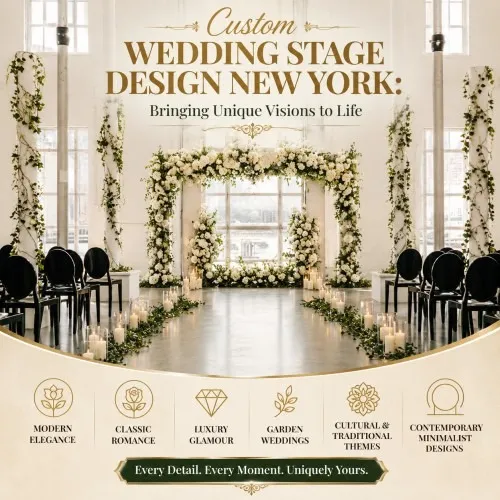 Custom
WEDDING STAGE
DESIGN NEW YORK:
Bringing Unique Visions to Life
MODERN
ELEGANCE
CLASSIC
ROMANCE
LUXURY
GLAMOUR
GARDEN
WEDDINGS
CULTURAL &
TRADITIONAL
THEMES
CONTEMPORARY
MINIMALIST
DESIGNS
Every Detail. Every Moment. Uniquely Yours.